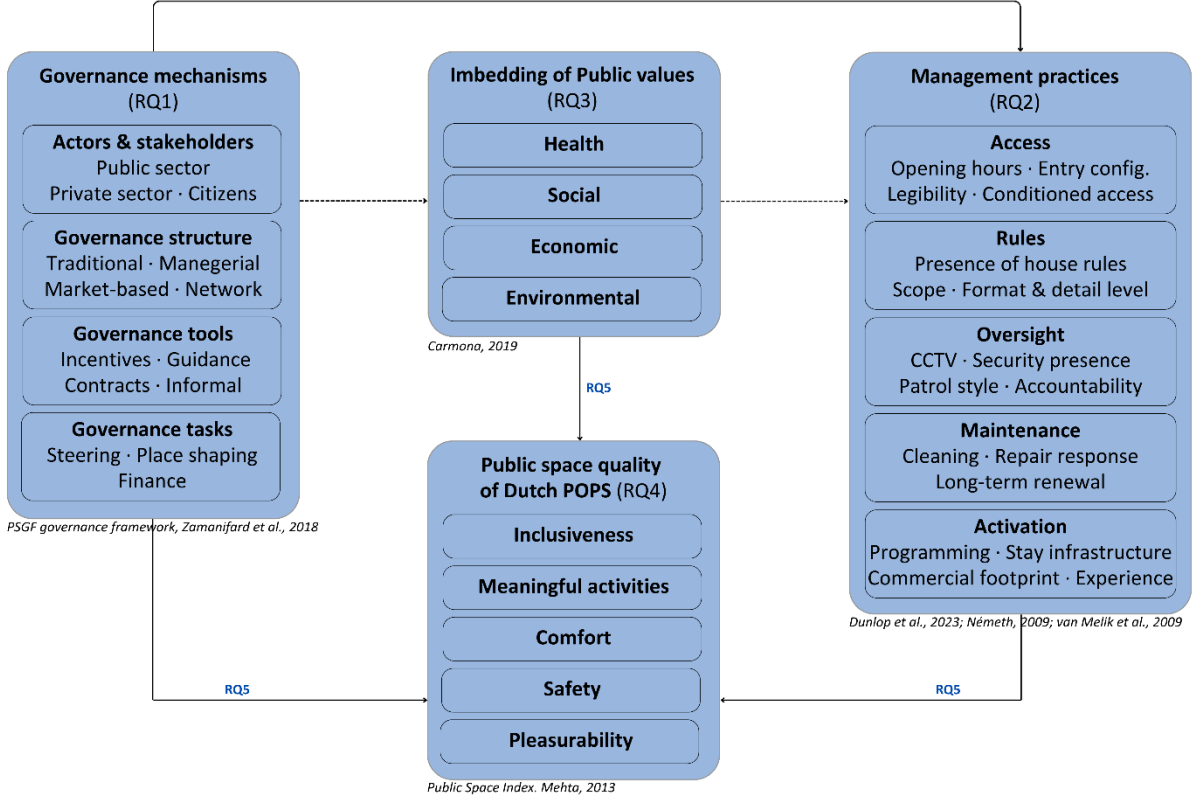 Governance mechanisms
(RQ1)
Actors & stakeholders
Public sector
Private sector · Citizens
Governance structure
Traditional · Manegerial
Market-based · Network
Governance tools
Incentives · Guidance
Contracts · Informal
Governance tasks
Steering · Place shaping
Finance
PSGF governance framework, Zamanifard et al., 2018
Imbedding of Public values
(RQ3)
Health
Social
Economic
Environmental
Carmona, 2019
Management practices
(RQ2)
Access
Opening hours · Entry config.
Legibility · Conditioned access
Rules
Presence of house rules
Scope · Format & detail level
Oversight
CCTV · Security presence
Patrol style · Accountability
Maintenance
Cleaning · Repair response
Long-term renewal
Activation
Programming · Stay infrastructure
Commercial footprint · Experience
Dunlop et al., 2023; Németh, 2009; van Melik et al., 2009
RQ5
Public space quality
of Dutch POPS (RQ4)
Inclusiveness
Meaningful activities
Comfort
Safety
Pleasurability
Public Space Index. Mehta, 2013
RQ5
RQ5